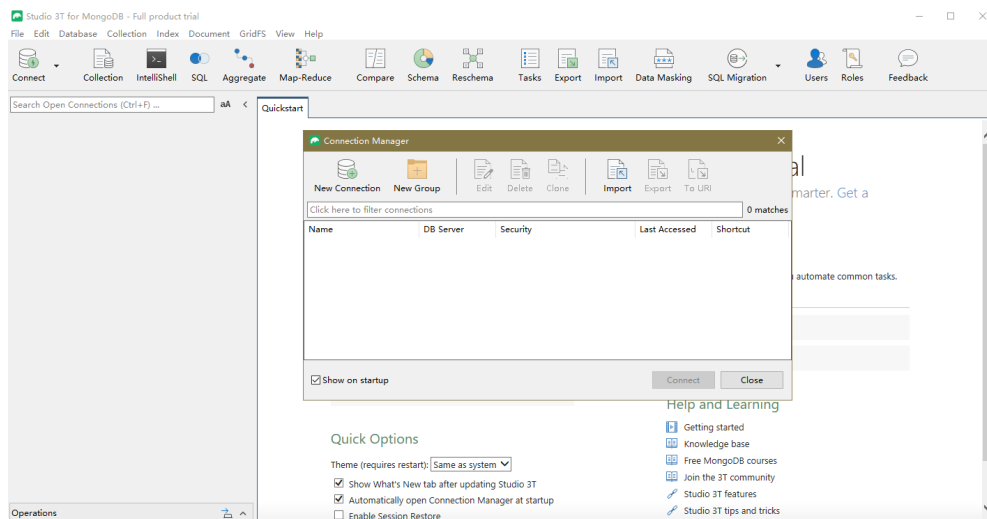 Studio 3T for MongoDB - Full product trial
File Edit Database Collection Index Document GridFS View Help
Connect Collection IntelliShell SQL Aggregate Map-Reduce Compare Schema Reschema Tasks Export Import Data Masking SQL Migration Users Roles Feedback
Search Open Connections (Ctrl+F) ... aA
Quickstart
Connection Manager
New Connection New Group Edit Delete Clone Import Export To URI
Click here to filter connections 0 matches
Name DB Server Security Last Accessed Shortcut
al
marter. Get a
automate common tasks.
Show on startup Connect Close
Help and Learning
Getting started
Knowledge base
Free MongoDB courses
Join the 3T community
Studio 3T features
Studio 3T tips and tricks
Quick Options
Theme (requires restart): Same as system
Show What's New tab after updating Studio 3T
Automatically open Connection Manager at startup
Enable Session Restore
Operations